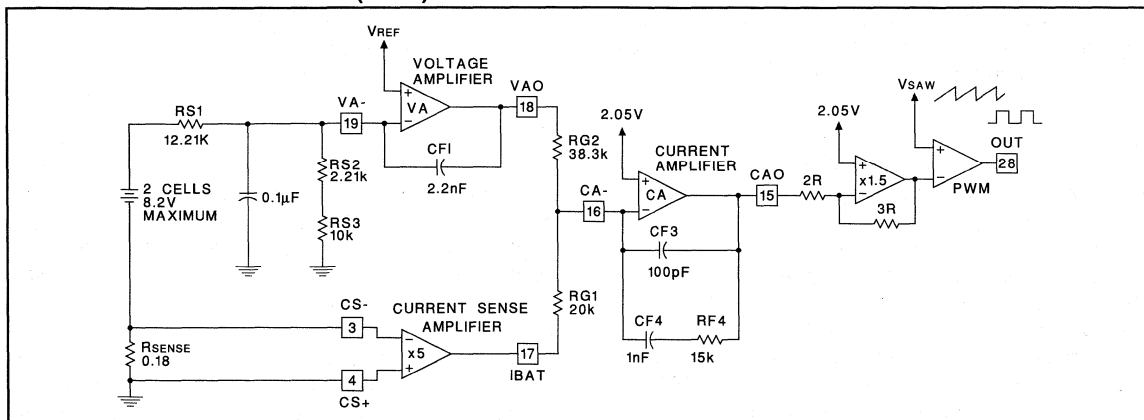 VREF
VOLTAGE
AMPLIFIER
VA
+
−
VA-
19
VAO
18
RS1
12.21K
CFI
2.2nF
RS2
2.21k
RS3
10k
0.1µF
2 CELLS
8.2V
MAXIMUM
RG2
38.3k
2.05V
CURRENT
AMPLIFIER
CA-
16
+
CA
−
CAO
15
2R
2.05V
+
x1.5
−
3R
VSAW
+
−
PWM
OUT
28
CF3
100pF
CF4
1nF
RF4
15k
RG1
20k
CS-
3
CURRENT SENSE
AMPLIFIER
−
x5
+
17
IBAT
RSENSE
0.18
4
CS+